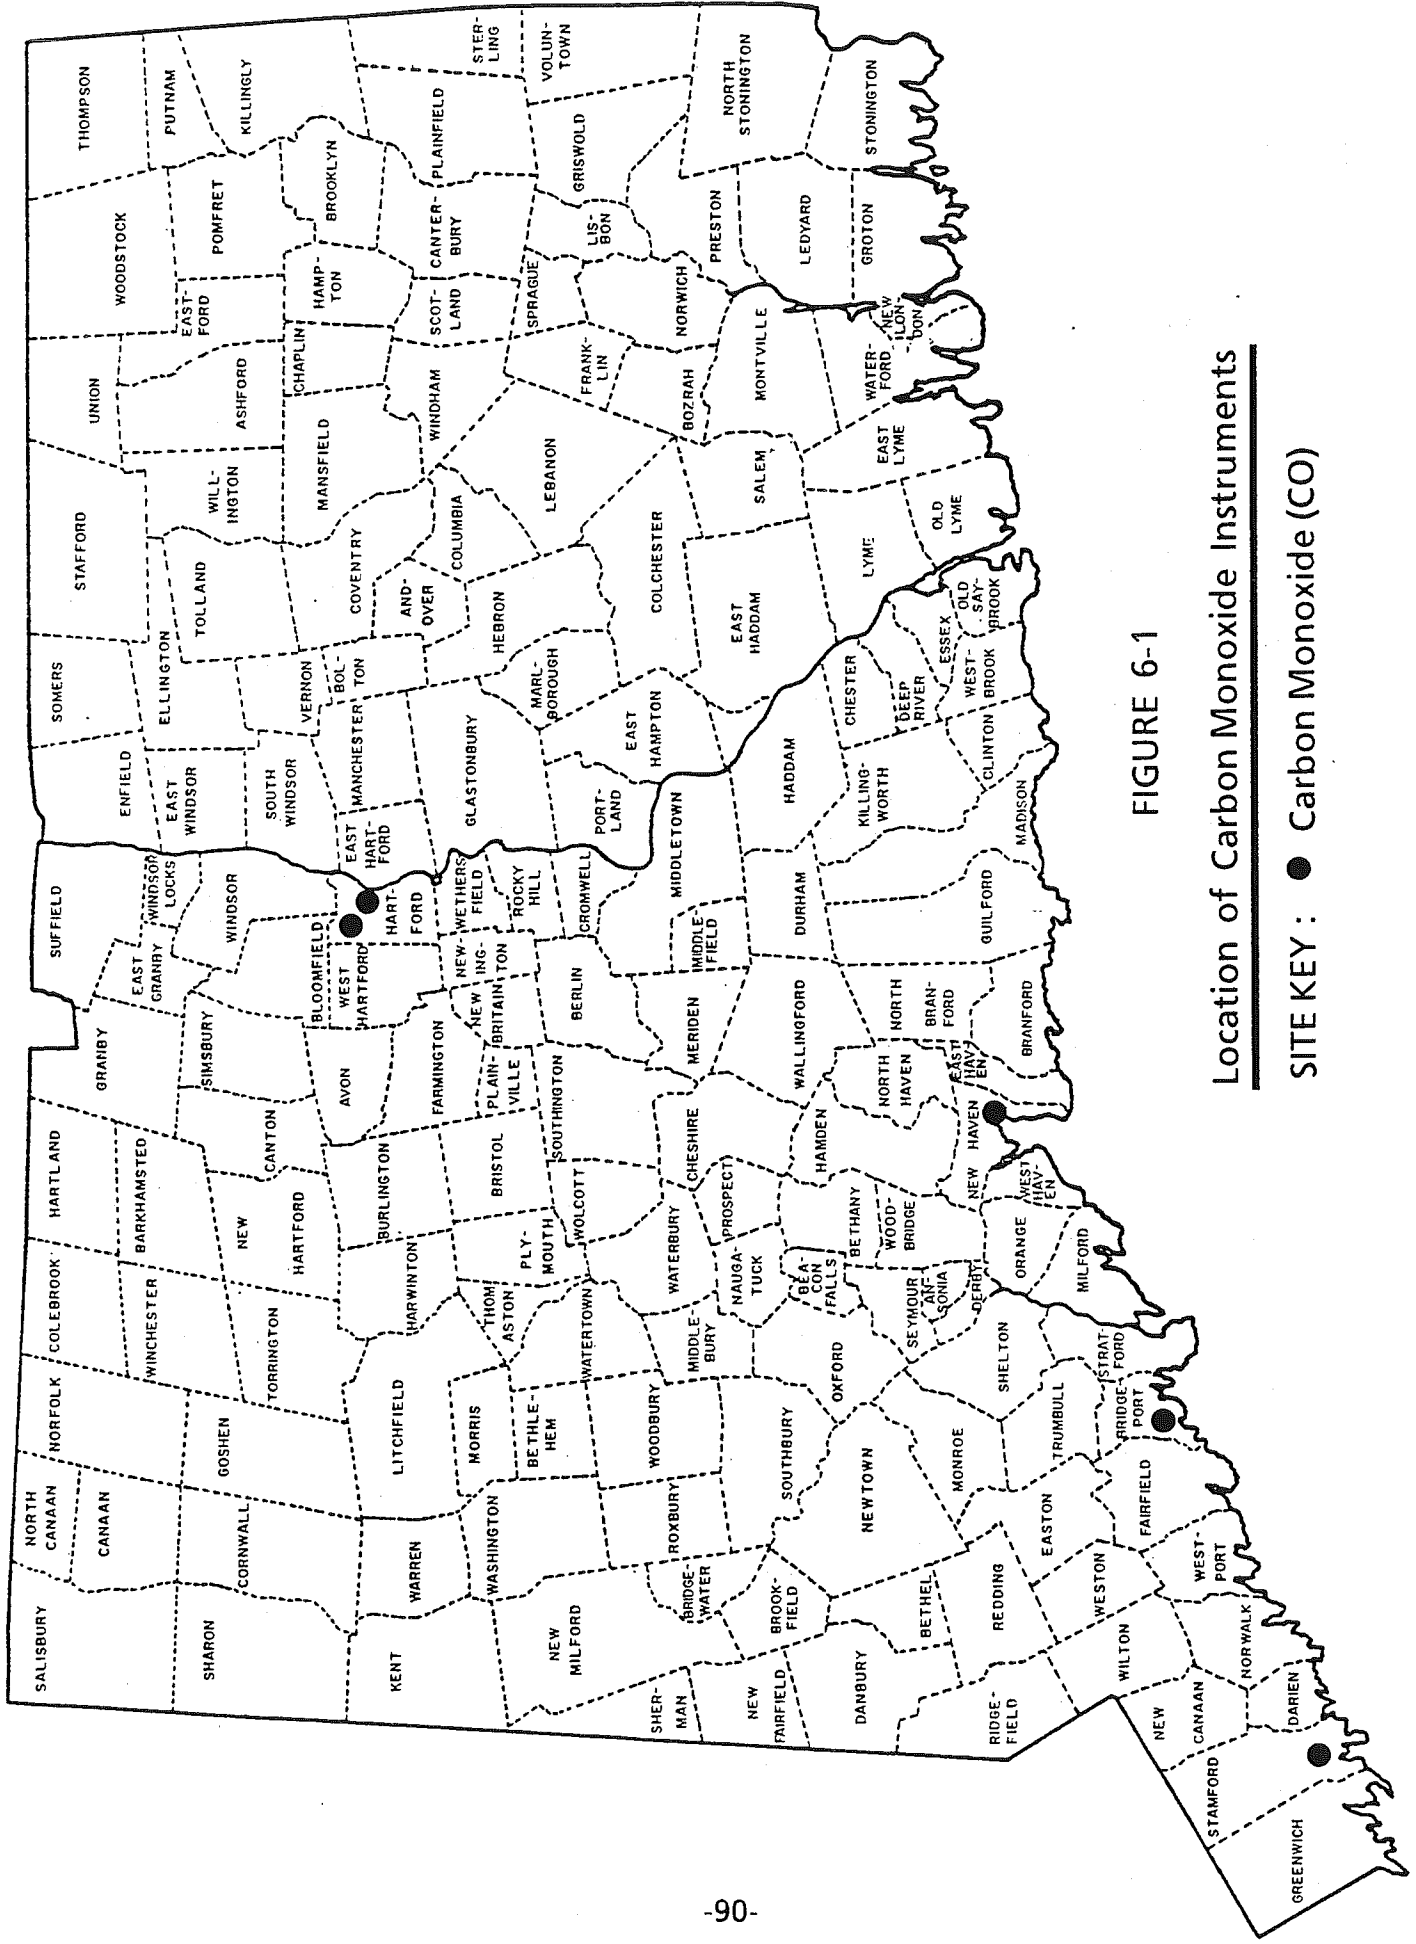 NORTH
CANAAN
SALISBURY
CANAAN
NORFOLK
COLEBROOK
HARTLAND
GRANBY
SUFFIELD
ENFIELD
SOMERS
STAFFORD
UNION
WOODSTOCK
THOMPSON
PUTNAM
KILLINGLY
POMFRET
EAST-
FORD
ASHFORD
WILL-
INGTON
TOLLAND
ELLINGTON
EAST
WINDSOR
WINDSOR
LOCKS
EAST
GRANBY
BARKHAMSTED
WINCHESTER
SHARON
CORNWALL
GOSHEN
TORRINGTON
NEW
HARTFORD
CANTON
SIMSBURY
WINDSOR
BLOOMFIELD
SOUTH
WINDSOR
VERNON
BOL-
TON
COVENTRY
MANSFIELD
CHAPLIN
HAMP-
TON
BROOKLYN
KENT
WARREN
LITCHFIELD
HARWINTON
BURLINGTON
AVON
WEST
HARTFORD
HART-
FORD
EAST
HART-
FORD
MANCHESTER
AND-
OVER
COLUMBIA
WINDHAM
SCOT-
LAND
CANTER-
BURY
PLAINFIELD
STER-
LING
VOLUN-
TOWN
WASHINGTON
MORRIS
BETHLE-
HEM
THOM
ASTON
PLY-
MOUTH
BRISTOL
FARMINGTON
PLAIN-
VILLE
NEW
BRITAIN
NEW-
ING-
TON
WETHERS
FIELD
ROCKY
HILL
GLASTONBURY
HEBRON
MARL-
BOROUGH
LEBANON
FRANK-
LIN
SPRAGUE
LIS-
BON
GRISWOLD
NEW
MILFORD
WATERTOWN
WOLCOTT
SOUTHINGTON
BERLIN
CROMWELL
PORT-
LAND
EAST
HAMPTON
COLCHESTER
BOZRAH
NORWICH
PRESTON
NORTH
STONINGTON
SHER-
MAN
BRIDGE-
WATER
ROXBURY
WOODBURY
MIDDLE-
BURY
WATERBURY
CHESHIRE
MERIDEN
MIDDLE-
FIELD
MIDDLETOWN
EAST
HADDAM
SALEM
MONTVILLE
LEDYARD
NEW
FAIRFIELD
BROOK-
FIELD
SOUTHBURY
NAUGA-
TUCK
PROSPECT
WALLINGFORD
DURHAM
HADDAM
DANBURY
NEWTOWN
OXFORD
BEA-
CON
FALLS
BETHANY
HAMDEN
CHESTER
LYME
EAST
LYME
WATER-
FORD
NEW
LON-
DON
GROTON
STONINGTON
BETHEL
SEYMOUR
AN-
SONIA
WOOD-
BRIDGE
NORTH
HAVEN
NORTH
BRAN-
FORD
KILLING-
WORTH
DEEP
RIVER
ESSEX
OLD
LYME
RIDGE-
FIELD
REDDING
MONROE
SHELTON
DERBY
ORANGE
NEW
HAVEN
WEST
HAV-
EN
EAST
HAV-
EN
BRANFORD
GUILFORD
MADISON
CLINTON
WEST-
BROOK
OLD
SAY-
BROOK
EASTON
TRUMBULL
STRAT-
FORD
MILFORD
WESTON
WILTON
FAIRFIELD
BRIDGE-
PORT
NEW
CANAAN
NORWALK
WEST-
PORT
STAMFORD
DARIEN
GREENWICH
FIGURE 6-1
Location of Carbon Monoxide Instruments
SITE KEY : ● Carbon Monoxide (CO)
-90-